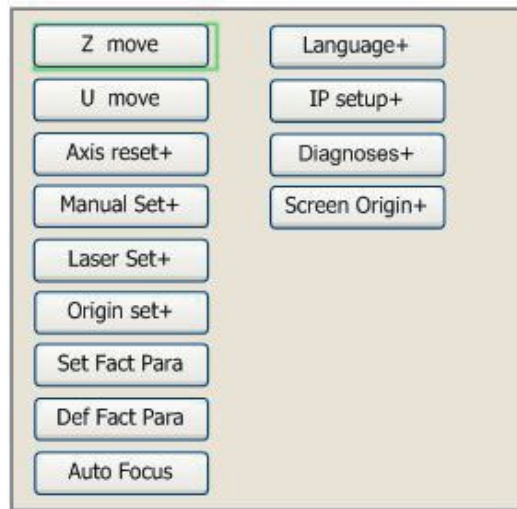 Z move
U move
Axis reset+
Manual Set+
Laser Set+
Origin set+
Set Fact Para
Def Fact Para
Auto Focus
Language+
IP setup+
Diagnoses+
Screen Origin+